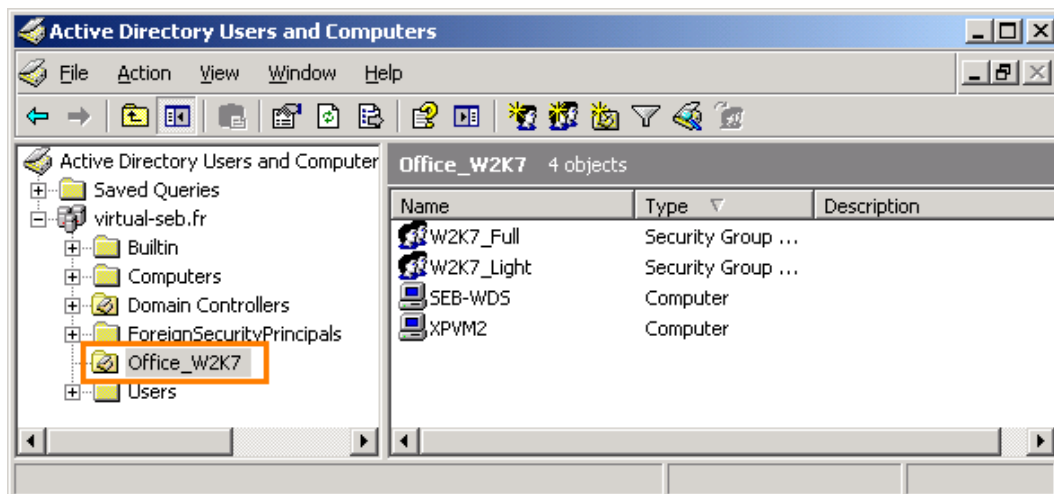 Active Directory Users and Computers
File Action View Window Help
Active Directory Users and Computer
Saved Queries
virtual-seb.fr
Builtin
Computers
Domain Controllers
ForeignSecurityPrincipals
Office_W2K7
Users
Office_W2K7 4 objects
Name Type Description
W2K7_Full Security Group ...
W2K7_Light Security Group ...
SEB-WDS Computer
XPVM2 Computer